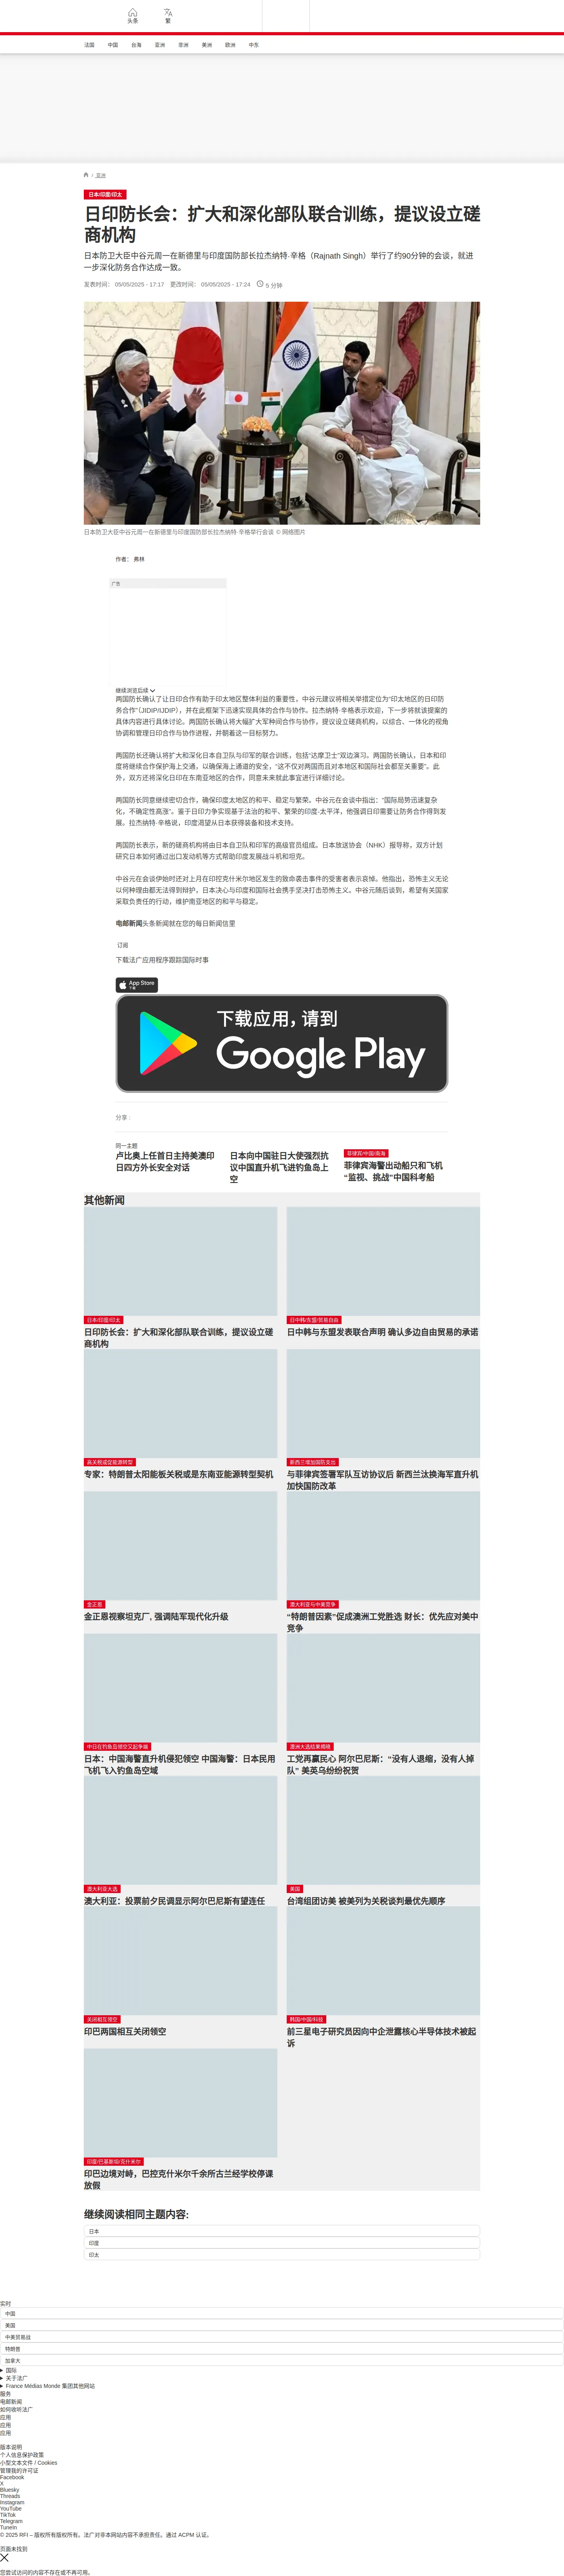 头条
繁
法国 中国 台海 亚洲 非洲 美洲 欧洲 中东
/ 亚洲
日本/印度/印太
日印防长会：扩大和深化部队联合训练，提议设立磋
商机构
日本防卫大臣中谷元周一在新德里与印度国防部长拉杰纳特·辛格（Rajnath Singh）举行了约90分钟的会谈，就进
一步深化防务合作达成一致。
发表时间： 05/05/2025 - 17:17 更改时间： 05/05/2025 - 17:24 5 分钟
日本防卫大臣中谷元周一在新德里与印度国防部长拉杰纳特·辛格举行会谈 © 网络图片
作者： 弗林
广告
继续浏览后续
两国防长确认了让日印合作有助于印太地区整体利益的重要性，中谷元建议将相关举措定位为“印太地区的日印防
务合作”（JIDIP/IJDIP），并在此框架下迅速实现具体的合作与协作。拉杰纳特·辛格表示欢迎，下一步将就该提案的
具体内容进行具体讨论。两国防长确认将大幅扩大军种间合作与协作，提议设立磋商机构，以综合、一体化的视角
协调和管理日印合作与协作进程，并朝着这一目标努力。
两国防长还确认将扩大和深化日本自卫队与印军的联合训练，包括“达摩卫士”双边演习。两国防长确认，日本和印
度将继续合作保护海上交通，以确保海上通道的安全，“这不仅对两国而且对本地区和国际社会都至关重要”。此
外，双方还将深化日印在东南亚地区的合作，同意未来就此事宜进行详细讨论。
两国防长同意继续密切合作，确保印度太地区的和平、稳定与繁荣。中谷元在会谈中指出：“国际局势迅速复杂
化，不确定性高涨”。鉴于日印力争实现基于法治的和平、繁荣的印度-太平洋，他强调日印需要让防务合作得到发
展。拉杰纳特·辛格说，印度渴望从日本获得装备和技术支持。
两国防长表示，新的磋商机构将由日本自卫队和印军的高级官员组成。日本放送协会（NHK）报导称，双方计划
研究日本如何通过出口发动机等方式帮助印度发展战斗机和坦克。
中谷元在会谈伊始时还对上月在印控克什米尔地区发生的致命袭击事件的受害者表示哀悼。他指出，恐怖主义无论
以何种理由都无法得到辩护，日本决心与印度和国际社会携手坚决打击恐怖主义。中谷元随后谈到，希望有关国家
采取负责任的行动，维护南亚地区的和平与稳定。
电邮新闻头条新闻就在您的每日新闻信里
订阅
下载法广应用程序跟踪国际时事
App Store
下载
下载应用，请到
Google Play
分享 :
同一主题
卢比奥上任首日主持美澳印
日四方外长安全对话
日本向中国驻日大使强烈抗
议中国直升机飞进钓鱼岛上
空
菲律宾/中国/南海
菲律宾海警出动船只和飞机
“监视、挑战”中国科考船
其他新闻
日本/印度/印太
日印防长会：扩大和深化部队联合训练，提议设立磋
商机构
日中韩/东盟/贸易自由
日中韩与东盟发表联合声明 确认多边自由贸易的承诺
高关税或促能源转型
专家：特朗普太阳能板关税或是东南亚能源转型契机
新西兰增加国防支出
与菲律宾签署军队互访协议后 新西兰汰换海军直升机
加快国防改革
金正恩
金正恩视察坦克厂, 强调陆军现代化升级
澳大利亚与中美竞争
“特朗普因素”促成澳洲工党胜选 财长：优先应对美中
竞争
中日在钓鱼岛领空又起争端
日本：中国海警直升机侵犯领空 中国海警：日本民用
飞机飞入钓鱼岛空域
澳洲大选结果揭晓
工党再赢民心 阿尔巴尼斯：“没有人退缩，没有人掉
队” 美英乌纷纷祝贺
澳大利亚大选
澳大利亚：投票前夕民调显示阿尔巴尼斯有望连任
美国
台湾组团访美 被美列为关税谈判最优先顺序
关闭相互领空
印巴两国相互关闭领空
韩国/中国/科技
前三星电子研究员因向中企泄露核心半导体技术被起
诉
印度/巴基斯坦/克什米尔
印巴边境对峙，巴控克什米尔千余所古兰经学校停课
放假
继续阅读相同主题内容:
日本
印度
印太
实时
中国
美国
中美贸易战
特朗普
加拿大
国际
关于法广
France Médias Monde 集团其他网站
服务
电邮新闻
如何收听法广
应用
应用
应用
版本说明
个人信息保护政策
小型文本文件 / Cookies
管理我的许可证
Facebook
X
Bluesky
Threads
Instagram
YouTube
TikTok
Telegram
TuneIn
© 2025 RFI – 版权所有版权所有。法广对非本网站内容不承担责任。通过 ACPM 认证。
页面未找到
您尝试访问的内容不存在或不再可用。